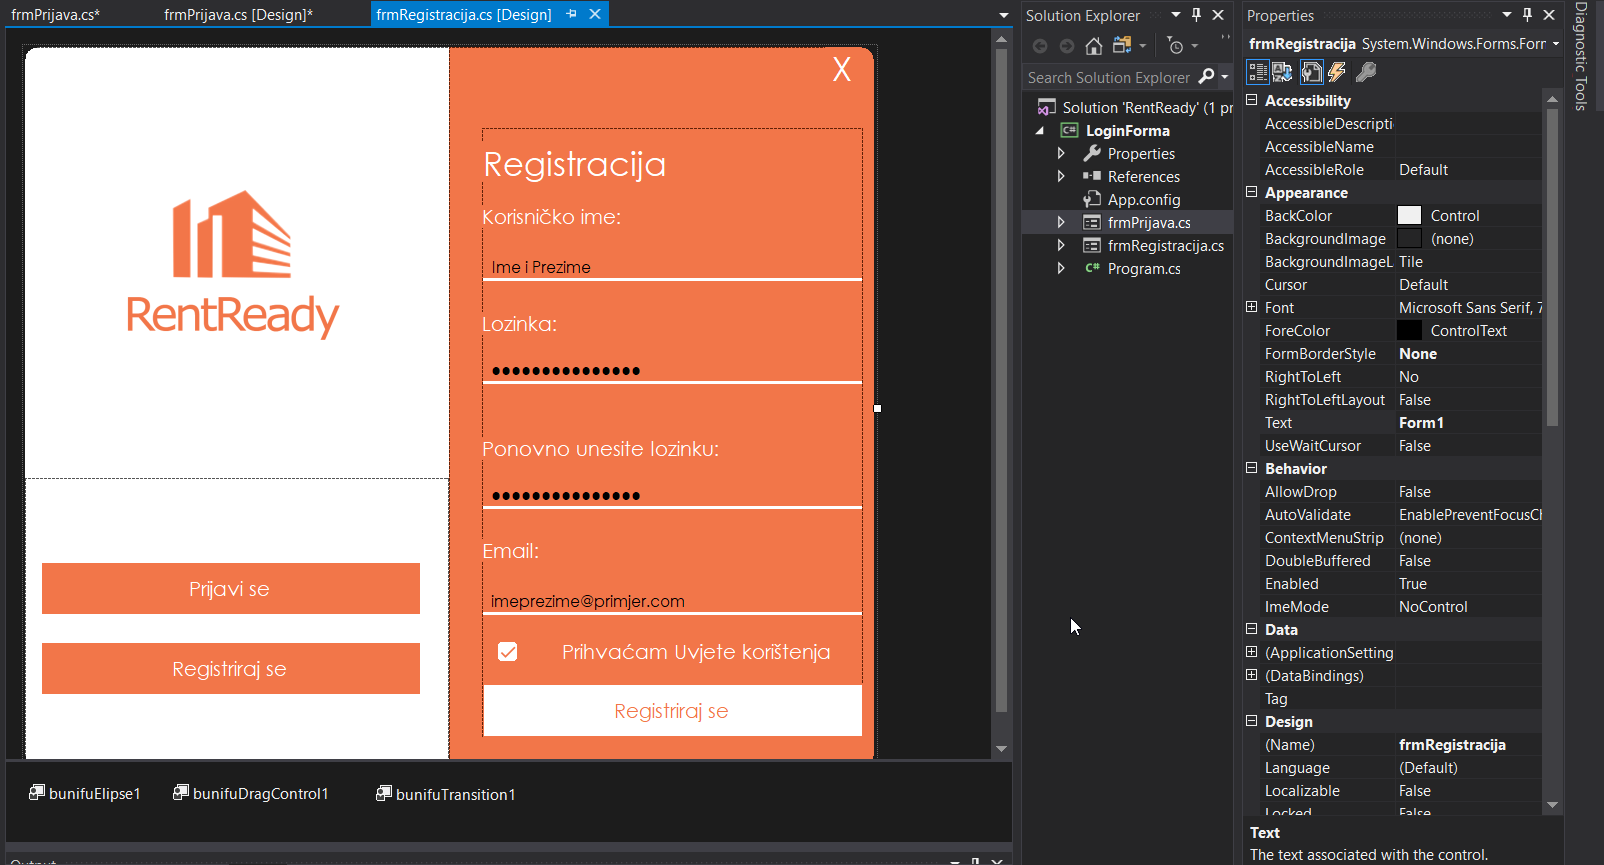 frmPrijava.cs*
frmPrijava.cs [Design]*
frmRegistracija.cs [Design]
X
RentReady
Prijavi se
Registriraj se
Registracija
Korisničko ime:
Ime i Prezime
Lozinka:
●●●●●●●●●●●●●●●
Ponovno unesite lozinku:
●●●●●●●●●●●●●●●
Email:
imeprezime@primjer.com
Prihvaćam Uvjete korištenja
Registriraj se
bunifuElipse1
bunifuDragControl1
bunifuTransition1
Output
Solution Explorer
Search Solution Explorer
Solution 'RentReady' (1 pr
C# LoginForma
Properties
References
App.config
frmPrijava.cs
frmRegistracija.cs
C# Program.cs
Properties
frmRegistracija System.Windows.Forms.Forr
Accessibility
AccessibleDescripti
AccessibleName
AccessibleRole Default
Appearance
BackColor Control
BackgroundImage (none)
BackgroundImageL Tile
Cursor Default
Font Microsoft Sans Serif, 7
ForeColor ControlText
FormBorderStyle None
RightToLeft No
RightToLeftLayout False
Text Form1
UseWaitCursor False
Behavior
AllowDrop False
AutoValidate EnablePreventFocusCh
ContextMenuStrip (none)
DoubleBuffered False
Enabled True
ImeMode NoControl
Data
(ApplicationSetting
(DataBindings)
Tag
Design
(Name) frmRegistracija
Language (Default)
Localizable False
Locked False
Text
The text associated with the control.
Diagnostic Tools